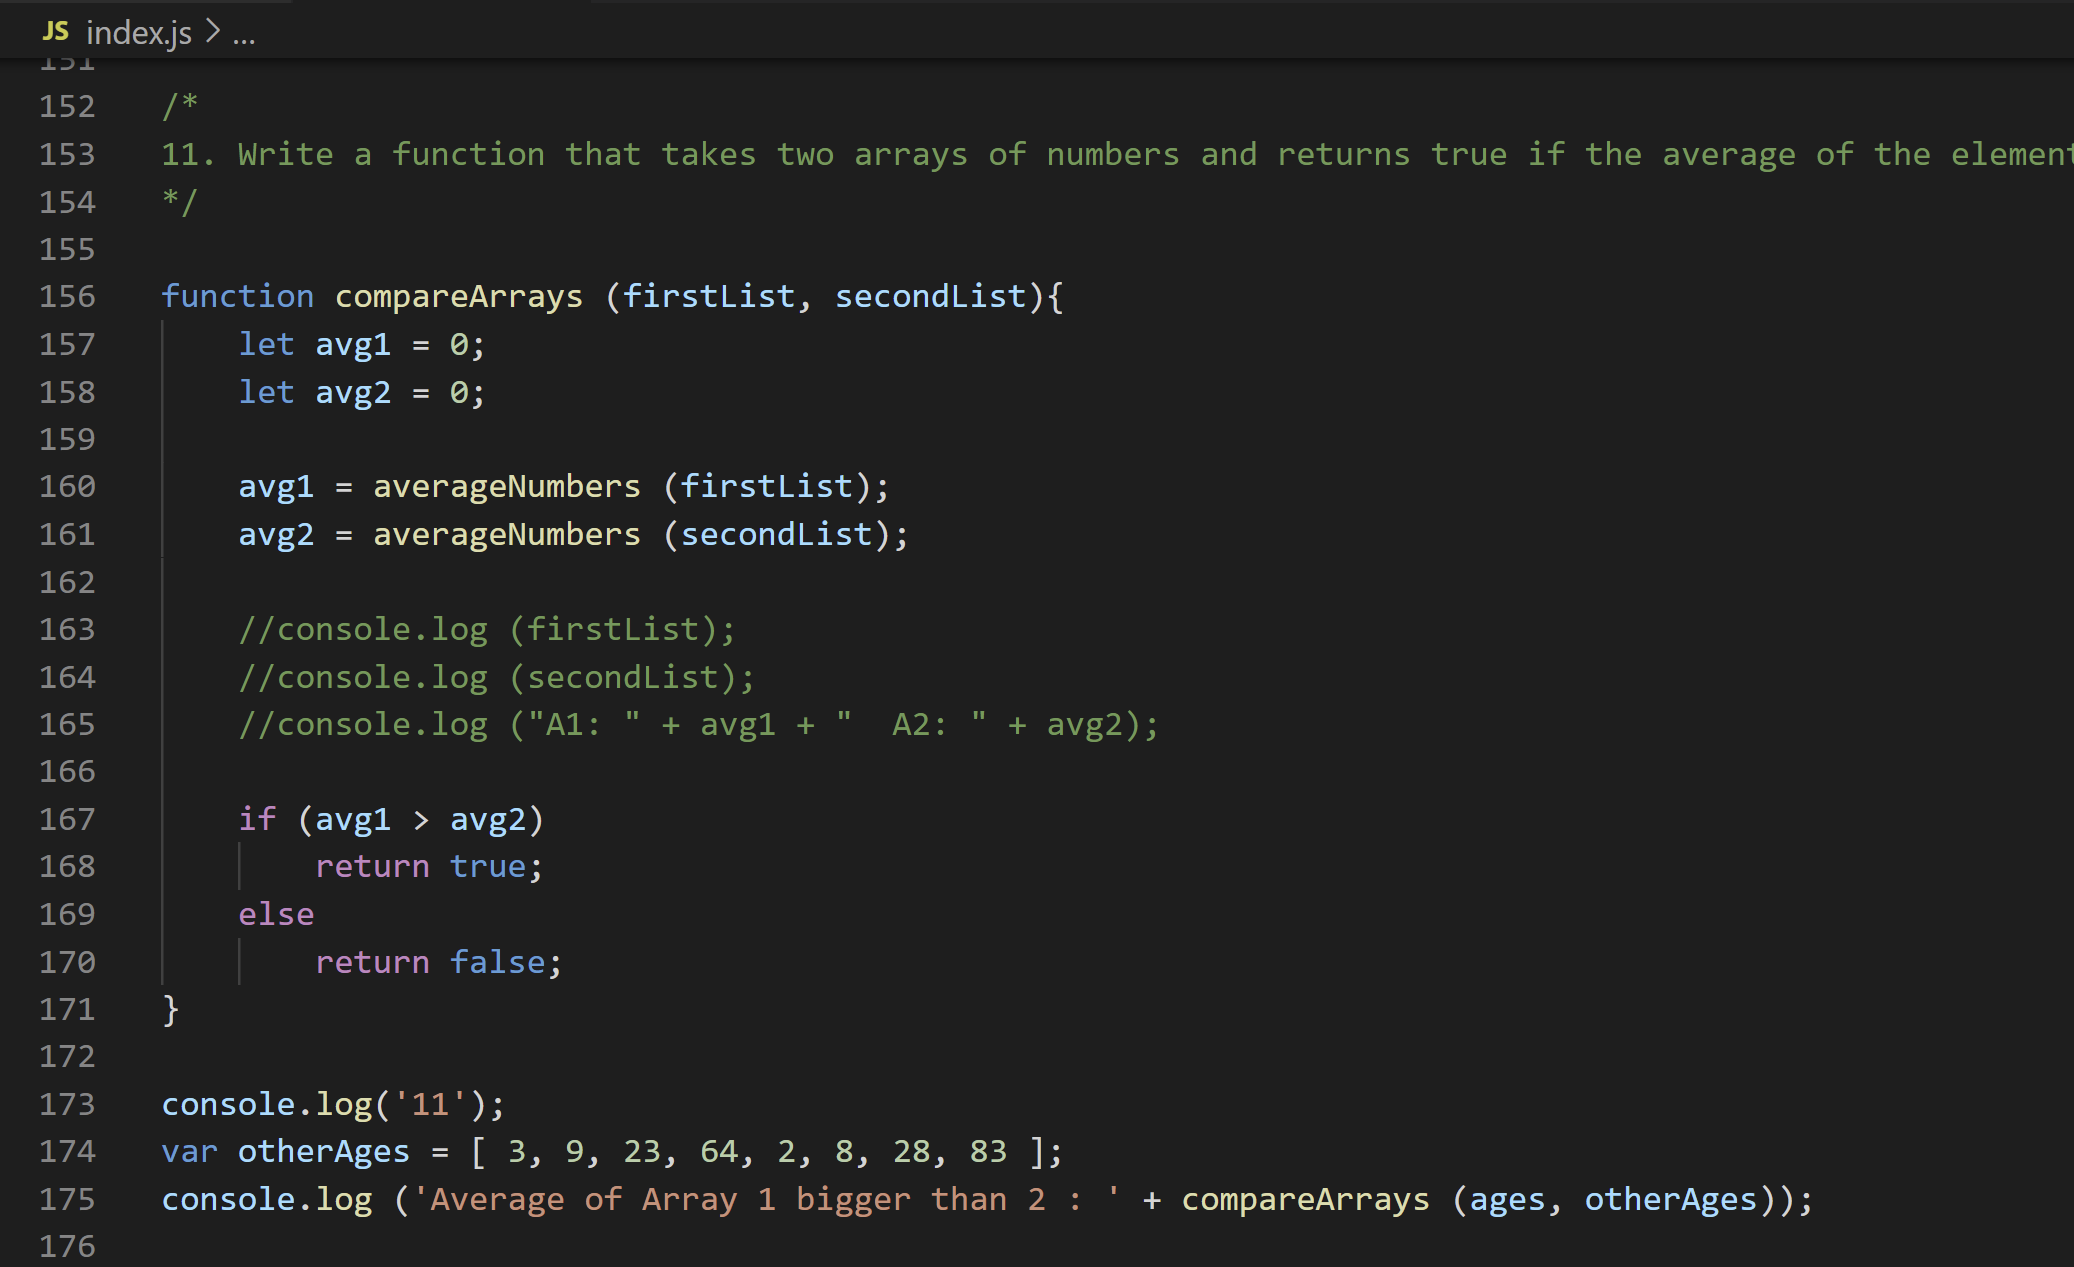 JS index.js > ...
151
152 /*
153 11. Write a function that takes two arrays of numbers and returns true if the average of the element
154 */
155
156 function compareArrays (firstList, secondList){
157     let avg1 = 0;
158     let avg2 = 0;
159
160     avg1 = averageNumbers (firstList);
161     avg2 = averageNumbers (secondList);
162
163     //console.log (firstList);
164     //console.log (secondList);
165     //console.log ("A1: " + avg1 + "  A2: " + avg2);
166
167     if (avg1 > avg2)
168         return true;
169     else
170         return false;
171 }
172
173 console.log('11');
174 var otherAges = [ 3, 9, 23, 64, 2, 8, 28, 83 ];
175 console.log ('Average of Array 1 bigger than 2 : ' + compareArrays (ages, otherAges));
176